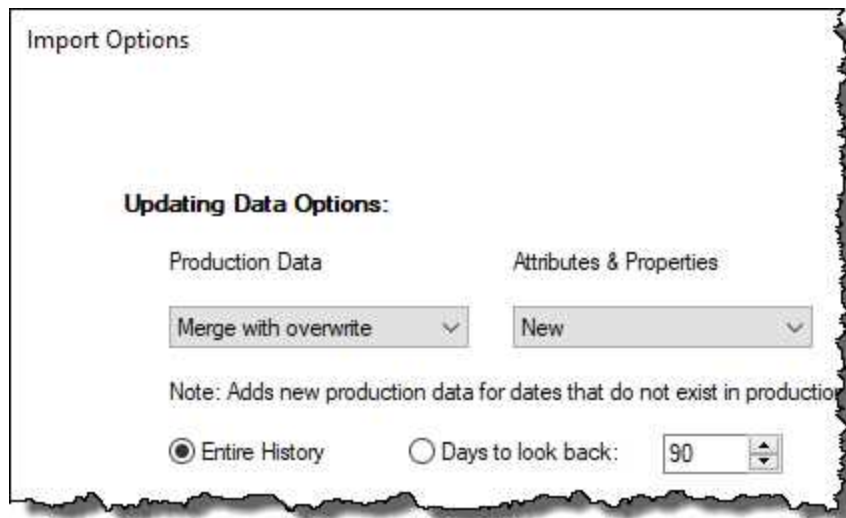 Import Options
Updating Data Options:
Production Data Attributes & Properties
Merge with overwrite New
Note: Adds new production data for dates that do not exist in production
Entire History Days to look back: 90